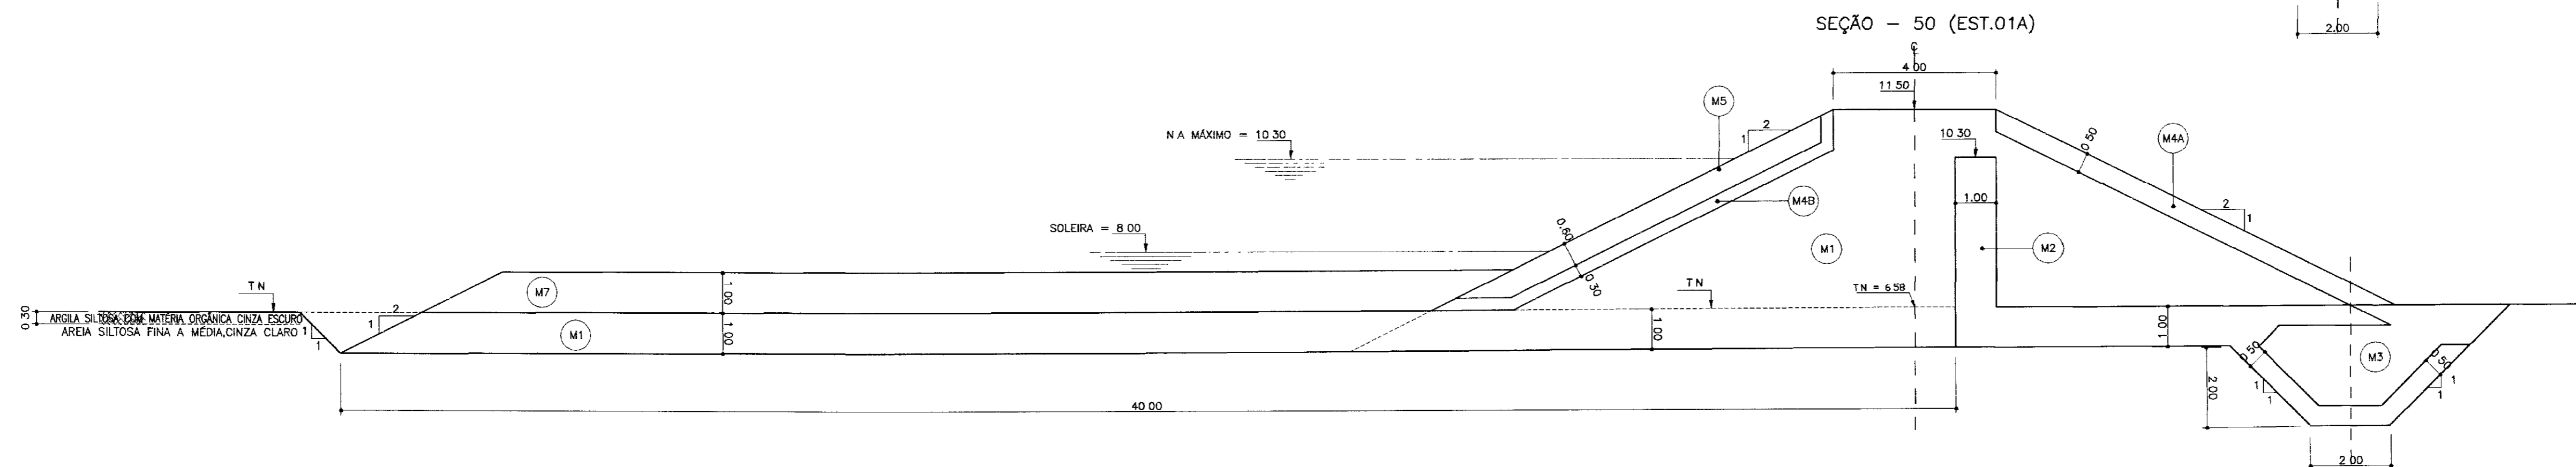 SEÇÃO - 50 (EST.01A)
2.00
4 00
11 50
M5
2
1
N A MÁXIMO = 10 30
10 30
0 50
M4A
1.00
M4B
2
1
SOLEIRA = 8 00
0.60
M1
M2
0 30
T N
M7
1 00
T N
TN = 6 58
0 30
ARGILA SILTOSA COM MATÉRIA ORGÂNICA CINZA ESCURO
AREIA SILTOSA FINA A MÉDIA,CINZA CLARO
1
1
2
1
M1
1 00
1 00
1 00
0 50
M3
0 50
1
1
1
1
2 00
40 00
2 00